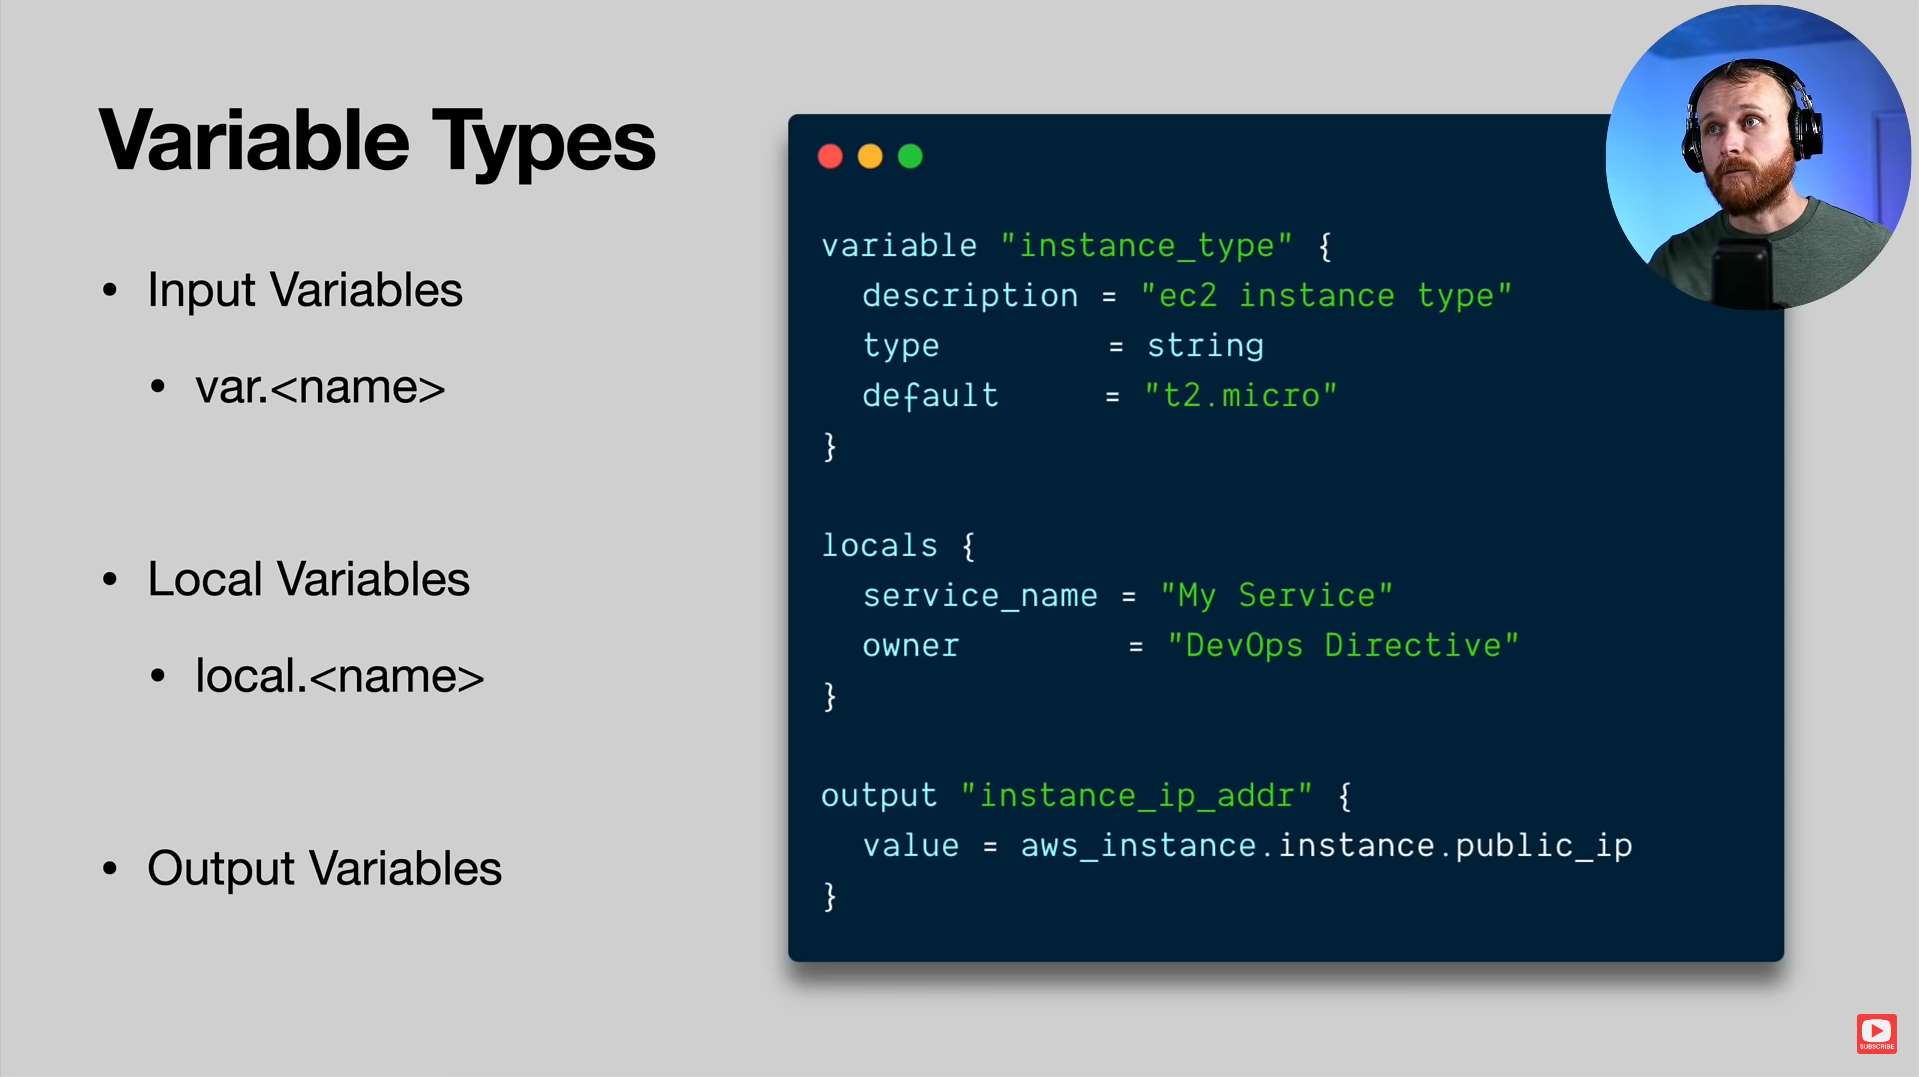 Variable Types
• Input Variables
• var.<name>
• Local Variables
• local.<name>
• Output Variables
variable "instance_type" {
  description = "ec2 instance type"
  type        = string
  default     = "t2.micro"
}
locals {
  service_name = "My Service"
  owner        = "DevOps Directive"
}
output "instance_ip_addr" {
  value = aws_instance.instance.public_ip
}
SUBSCRIBE